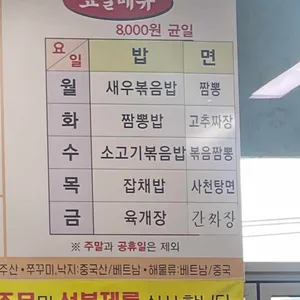 요일메뉴
8,000원 균일
요일 밥 면
월 새우볶음밥 짬뽕
화 짬뽕밥 고추짜장
수 소고기볶음밥 볶음짬뽕
목 잡채밥 사천탕면
금 육개장 간짜장
※ 주말과 공휴일은 제외
주산 • 쭈꾸미,낙지:중국산/베트남 • 해물류:베트남/중국